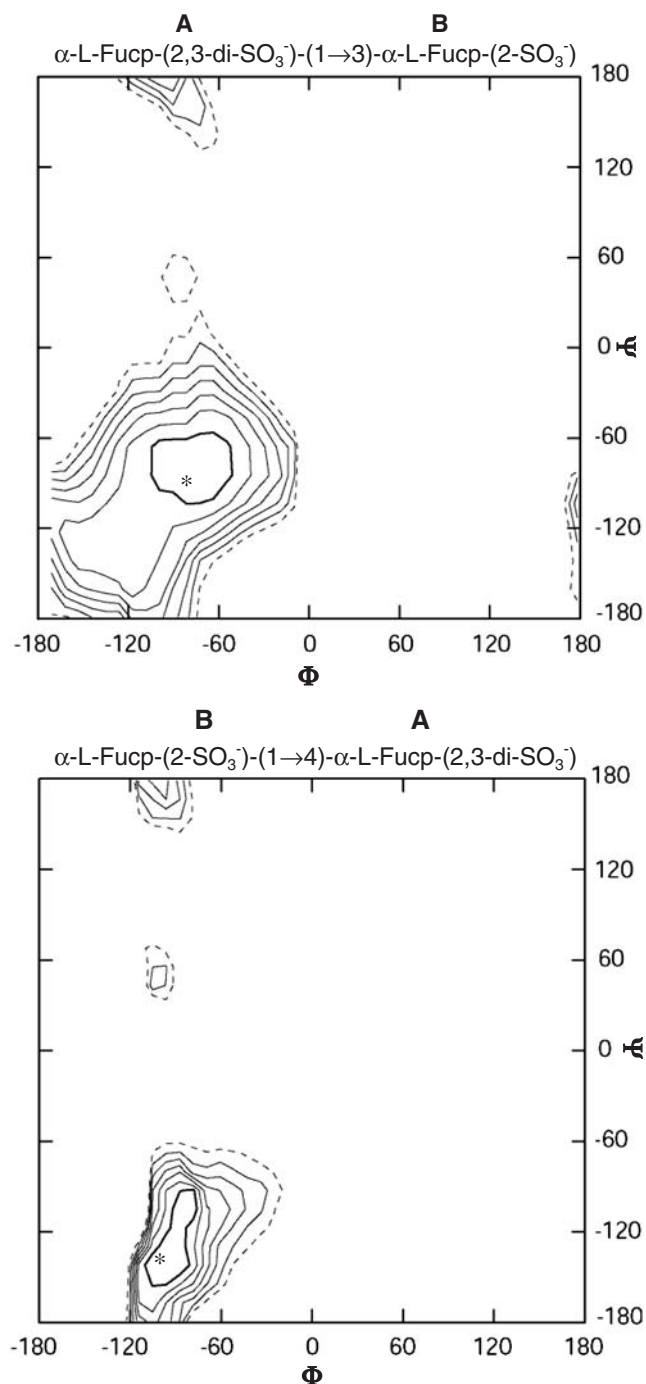 A B
α-L-Fucp-(2,3-di-SO₃⁻)-(1→3)-α-L-Fucp-(2-SO₃⁻)
180
120
60
0 Ψ
-60
-120
-180
-180 -120 -60 0 60 120 180
Φ
B A
α-L-Fucp-(2-SO₃⁻)-(1→4)-α-L-Fucp-(2,3-di-SO₃⁻)
180
120
60
0 Ψ
-60
-120
-180
-180 -120 -60 0 60 120 180
Φ